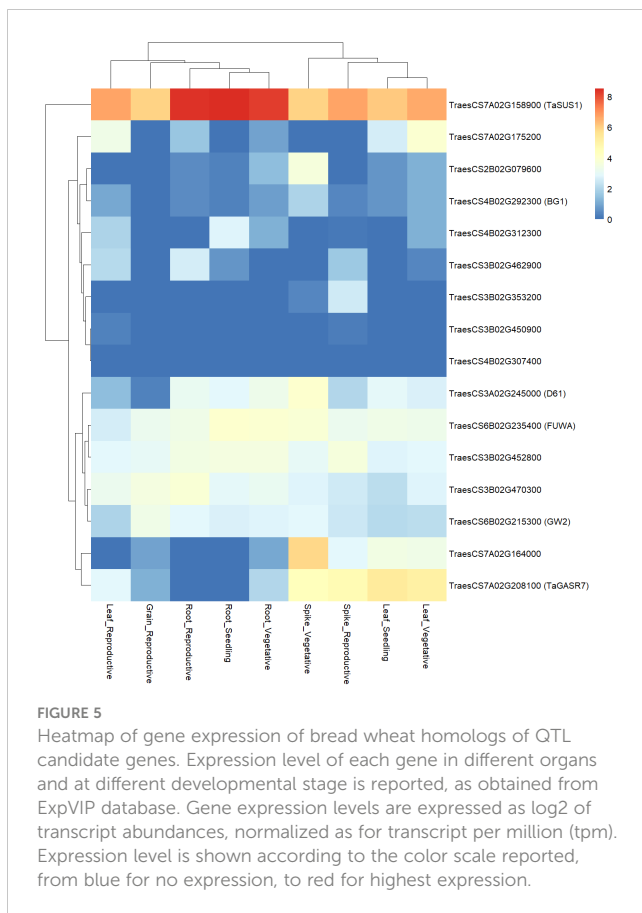 TraesCS7A02G158900 (TaSUS1)
TraesCS7A02G175200
TraesCS2B02G079600
TraesCS4B02G292300 (BG1)
TraesCS4B02G312300
TraesCS3B02G462900
TraesCS3B02G353200
TraesCS3B02G450900
TraesCS4B02G307400
TraesCS3A02G245000 (D61)
TraesCS6B02G235400 (FUWA)
TraesCS3B02G452800
TraesCS3B02G470300
TraesCS6B02G215300 (GW2)
TraesCS7A02G164000
TraesCS7A02G208100 (TaGASR7)
8
6
4
2
0
Leaf_Reproductive
Grain_Reproductive
Root_Reproductive
Root_Seedling
Root_Vegetative
Spike_Vegetative
Spike_Reproductive
Leaf_Seedling
Leaf_Vegetative
FIGURE 5
Heatmap of gene expression of bread wheat homologs of QTL
candidate genes. Expression level of each gene in different organs
and at different developmental stage is reported, as obtained from
ExpVIP database. Gene expression levels are expressed as log2 of
transcript abundances, normalized as for transcript per million (tpm).
Expression level is shown according to the color scale reported,
from blue for no expression, to red for highest expression.